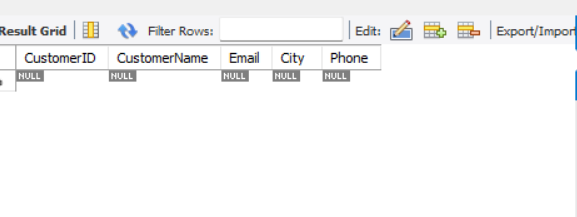 Result Grid Filter Rows: Edit: Export/Import
CustomerID CustomerName Email City Phone
NULL NULL NULL NULL NULL